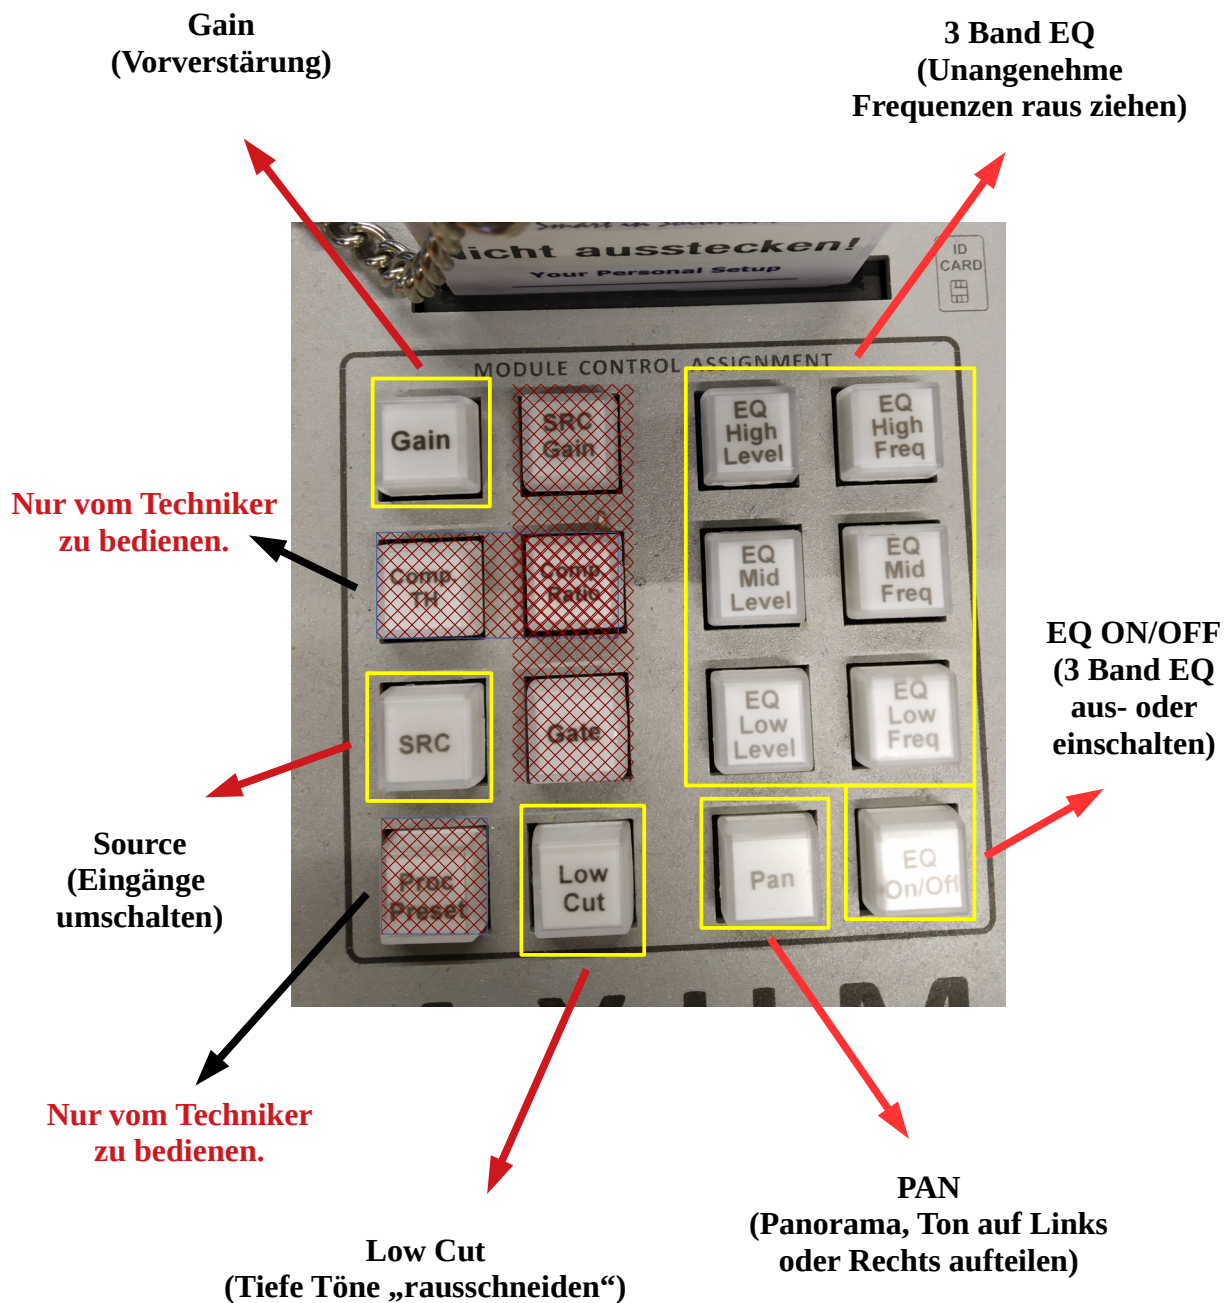 Gain
(Vorverstärung)
3 Band EQ
(Unangenehme
Frequenzen raus ziehen)
Smart in
Nicht ausstecken!
Your Personal Setup
ID
CARD
MODULE CONTROL ASSIGNMENT
Gain
SRC
Gain
EQ
High
Level
EQ
High
Freq
Nur vom Techniker
zu bedienen.
Comp.
TH
Comp
Ratio
EQ
Mid
Level
EQ
Mid
Freq
EQ ON/OFF
(3 Band EQ
aus- oder
einschalten)
SRC
Gate
EQ
Low
Level
EQ
Low
Freq
Source
(Eingänge
umschalten)
Proc
Preset
Low
Cut
Pan
EQ
On/Off
AXUM
Nur vom Techniker
zu bedienen.
Low Cut
(Tiefe Töne „rausschneiden“)
PAN
(Panorama, Ton auf Links
oder Rechts aufteilen)